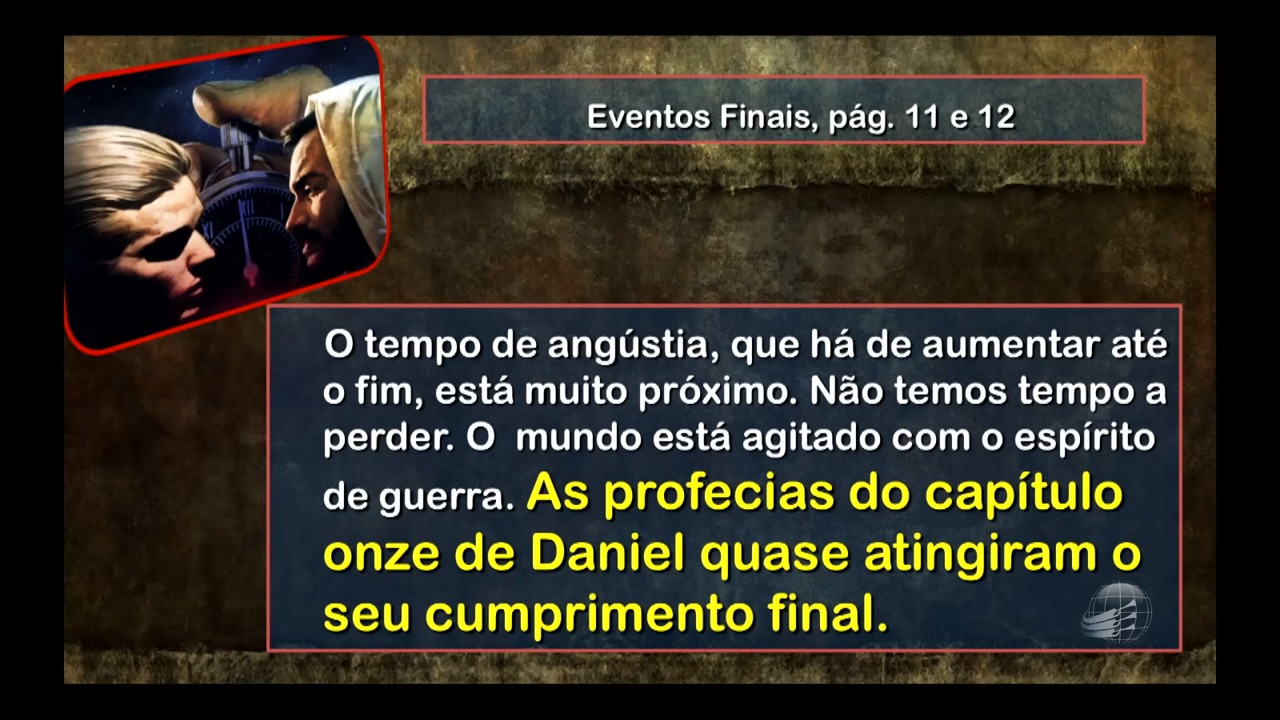 Eventos Finais, pág. 11 e 12
O tempo de angústia, que há de aumentar até
o fim, está muito próximo. Não temos tempo a
perder. O mundo está agitado com o espírito
de guerra. As profecias do capítulo
onze de Daniel quase atingiram o
seu cumprimento final.
XI XII